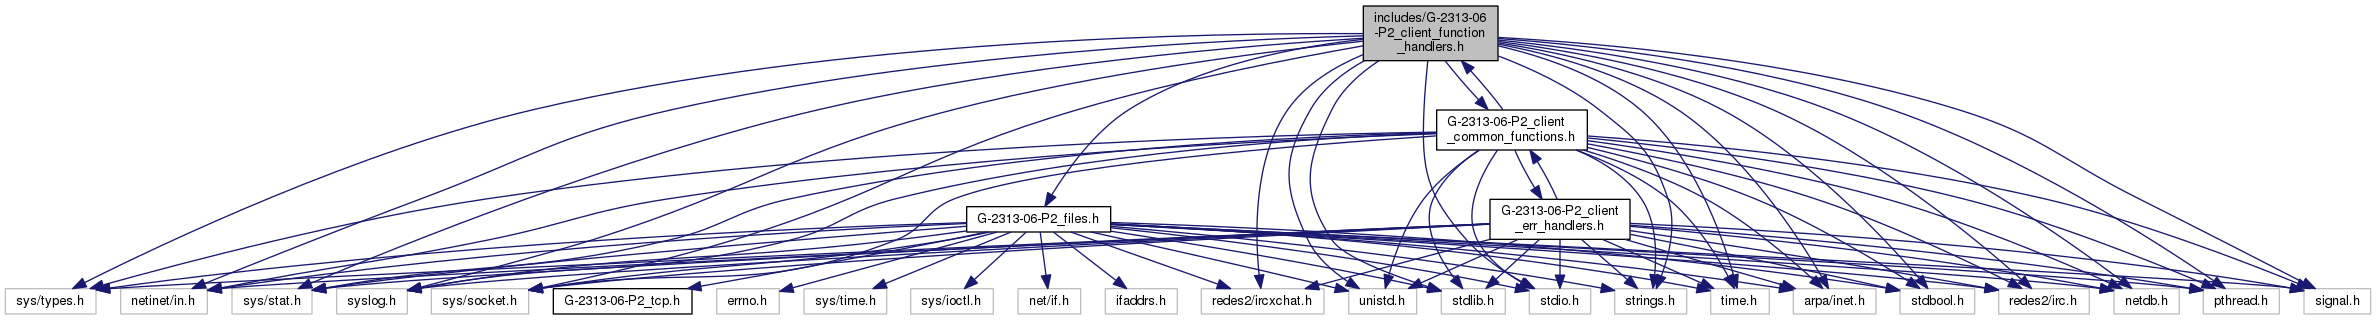 includes/G-2313-06
-P2_client_function
_handlers.h
G-2313-06-P2_client
_common_functions.h
G-2313-06-P2_files.h
G-2313-06-P2_client
_err_handlers.h
sys/types.h
netinet/in.h
sys/stat.h
syslog.h
sys/socket.h
G-2313-06-P2_tcp.h
errno.h
sys/time.h
sys/ioctl.h
net/if.h
ifaddrs.h
redes2/ircxchat.h
unistd.h
stdlib.h
stdio.h
strings.h
time.h
arpa/inet.h
stdbool.h
redes2/irc.h
netdb.h
pthread.h
signal.h